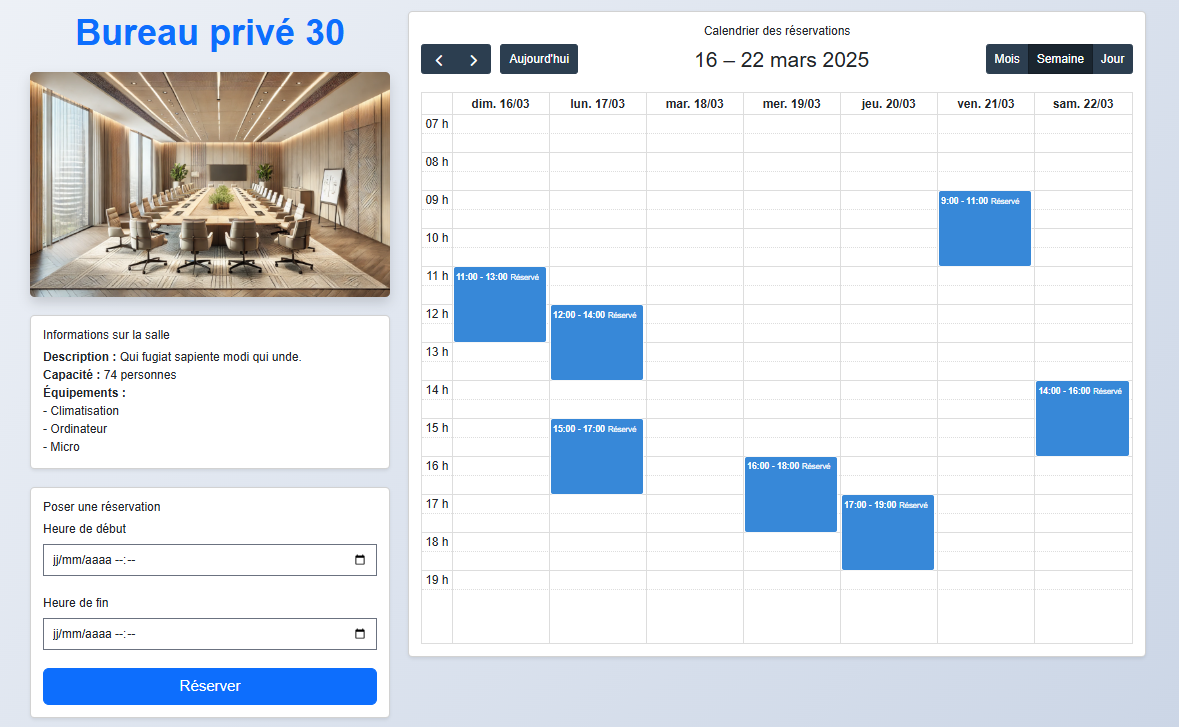 Bureau privé 30
Informations sur la salle
Description : Qui fugiat sapiente modi qui unde.
Capacité : 74 personnes
Équipements :
- Climatisation
- Ordinateur
- Micro
Poser une réservation
Heure de début
jj/mm/aaaa --:--
Heure de fin
jj/mm/aaaa --:--
Réserver
Calendrier des réservations
Aujourd'hui
16 – 22 mars 2025
Mois Semaine Jour
dim. 16/03 lun. 17/03 mar. 18/03 mer. 19/03 jeu. 20/03 ven. 21/03 sam. 22/03
07 h
08 h
09 h
9:00 - 11:00 Réservé
10 h
11 h
11:00 - 13:00 Réservé
12 h
12:00 - 14:00 Réservé
13 h
14 h
14:00 - 16:00 Réservé
15 h
15:00 - 17:00 Réservé
16 h
16:00 - 18:00 Réservé
17 h
17:00 - 19:00 Réservé
18 h
19 h